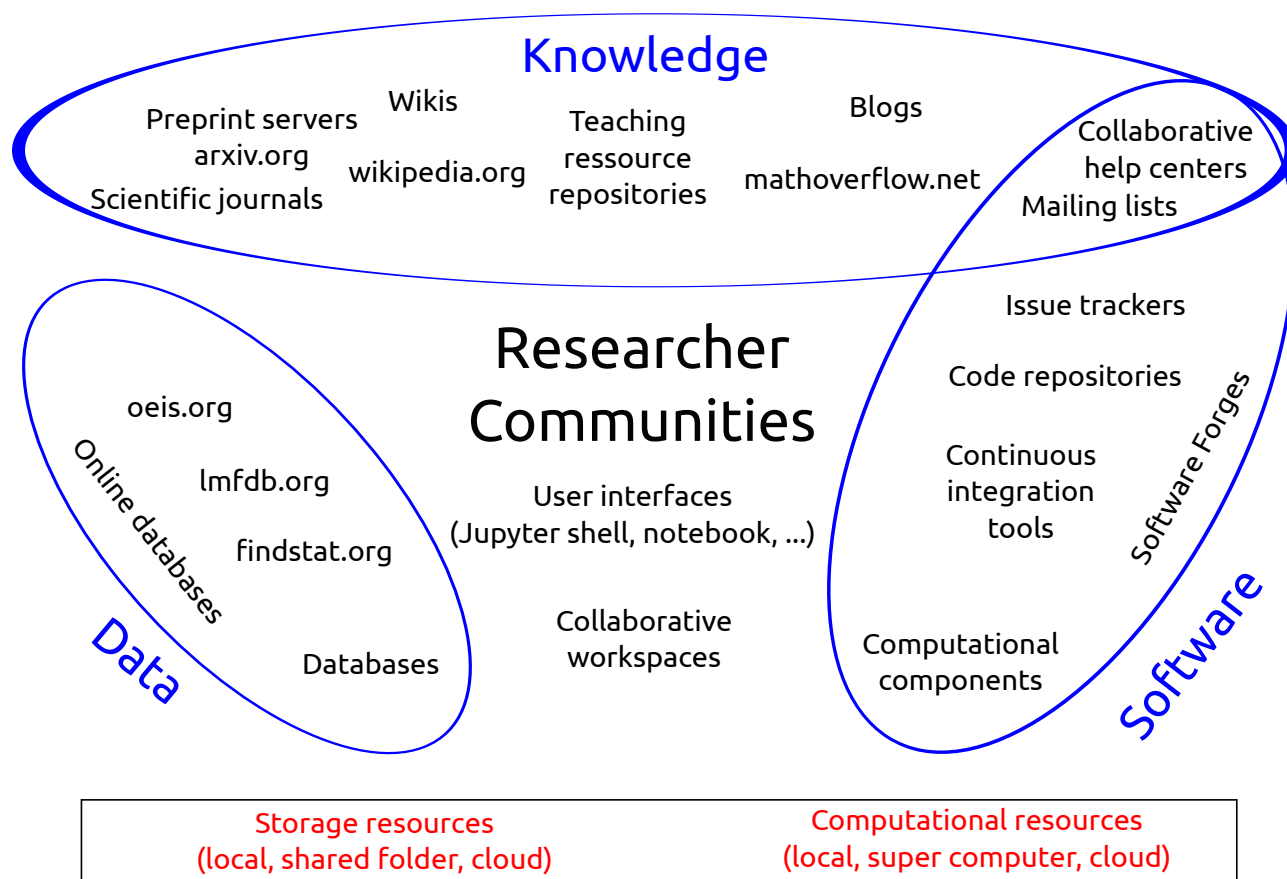 Knowledge
Wikis
Preprint servers
arxiv.org
Scientific journals
wikipedia.org
Teaching
ressource
repositories
Blogs
mathoverflow.net
Collaborative
help centers
Mailing lists
Researcher
Communities
User interfaces
(Jupyter shell, notebook, ...)
Collaborative
workspaces
oeis.org
lmfdb.org
findstat.org
Online databases
Databases
Data
Issue trackers
Code repositories
Continuous
integration
tools
Software Forges
Computational
components
Software
Storage resources
(local, shared folder, cloud)
Computational resources
(local, super computer, cloud)